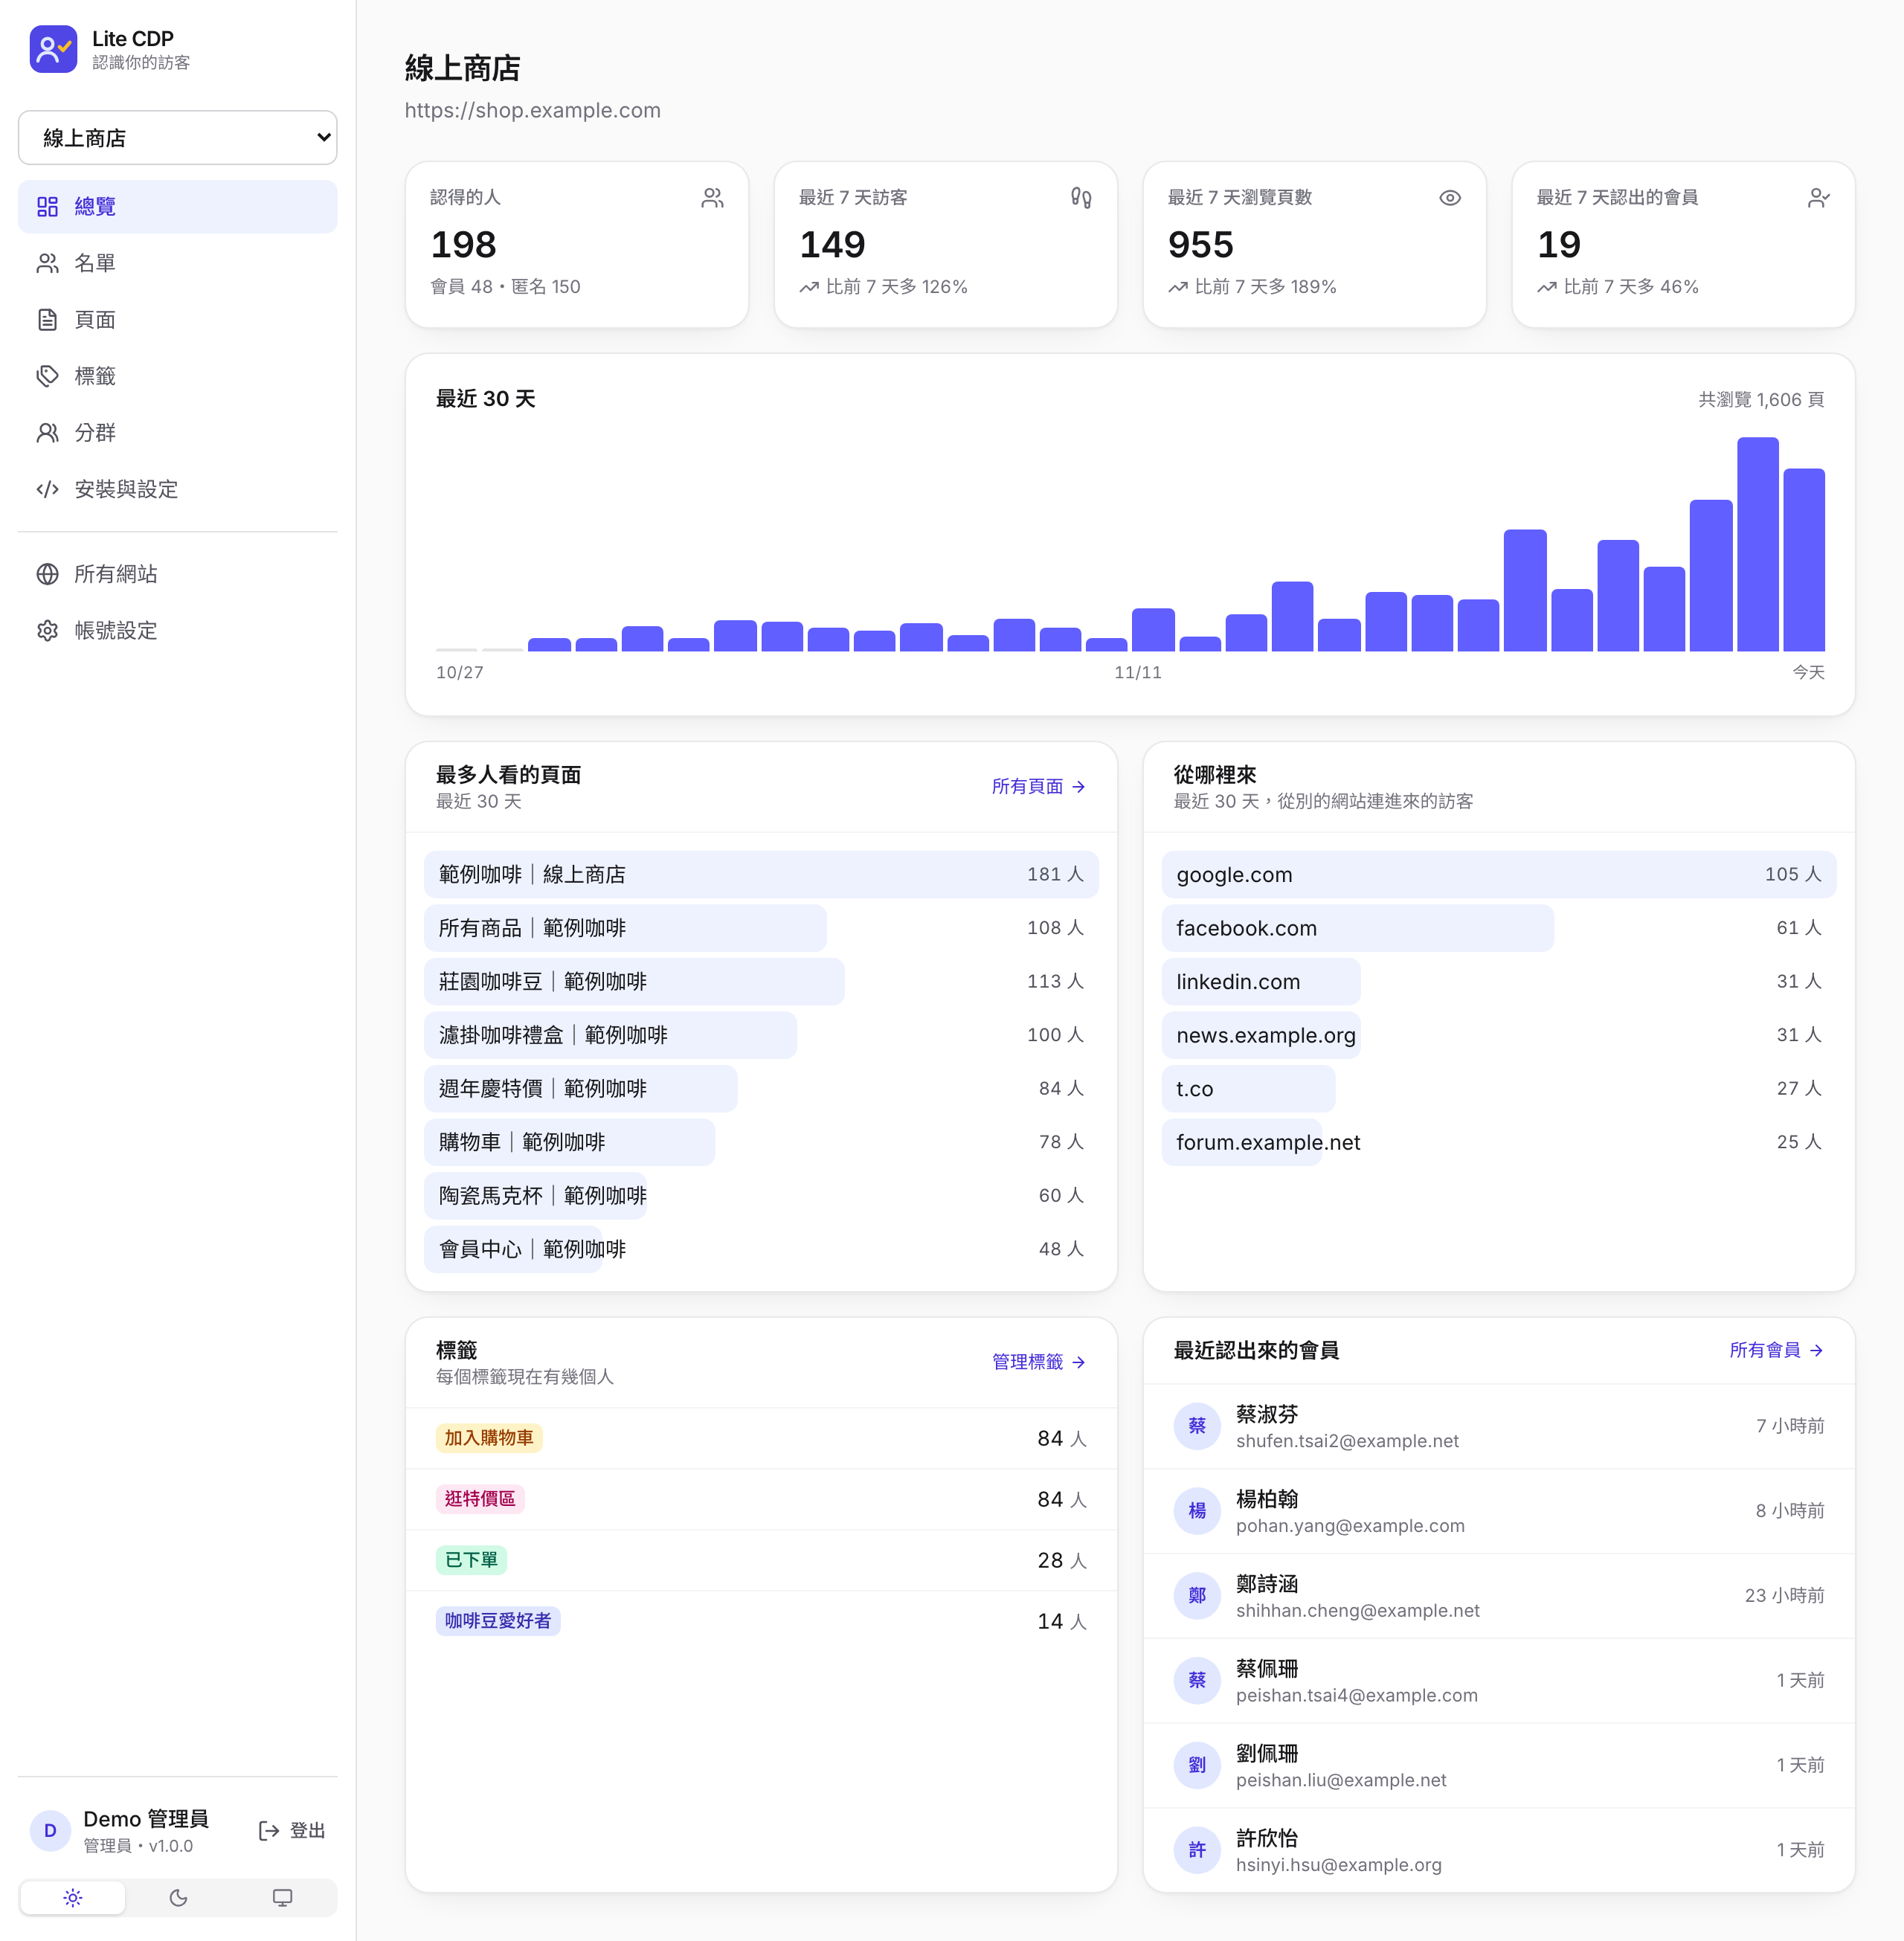 Lite CDP
認識你的訪客
線上商店
總覽
名單
頁面
標籤
分群
安裝與設定
所有網站
帳號設定
D
Demo 管理員
管理員・v1.0.0
登出
線上商店
https://shop.example.com
認得的人
198
會員 48・匿名 150
最近 7 天訪客
149
比前 7 天多 126%
最近 7 天瀏覽頁數
955
比前 7 天多 189%
最近 7 天認出的會員
19
比前 7 天多 46%
最近 30 天
共瀏覽 1,606 頁
10/27
11/11
今天
最多人看的頁面
最近 30 天
所有頁面 →
範例咖啡｜線上商店 181 人
所有商品｜範例咖啡 108 人
莊園咖啡豆｜範例咖啡 113 人
濾掛咖啡禮盒｜範例咖啡 100 人
週年慶特價｜範例咖啡 84 人
購物車｜範例咖啡 78 人
陶瓷馬克杯｜範例咖啡 60 人
會員中心｜範例咖啡 48 人
從哪裡來
最近 30 天，從別的網站連進來的訪客
google.com 105 人
facebook.com 61 人
linkedin.com 31 人
news.example.org 31 人
t.co 27 人
forum.example.net 25 人
標籤
每個標籤現在有幾個人
管理標籤 →
加入購物車 84 人
逛特價區 84 人
已下單 28 人
咖啡豆愛好者 14 人
最近認出來的會員
所有會員 →
蔡
蔡淑芬
shufen.tsai2@example.net
7 小時前
楊
楊柏翰
pohan.yang@example.com
8 小時前
鄭
鄭詩涵
shihhan.cheng@example.net
23 小時前
蔡
蔡佩珊
peishan.tsai4@example.com
1 天前
劉
劉佩珊
peishan.liu@example.net
1 天前
許
許欣怡
hsinyi.hsu@example.org
1 天前